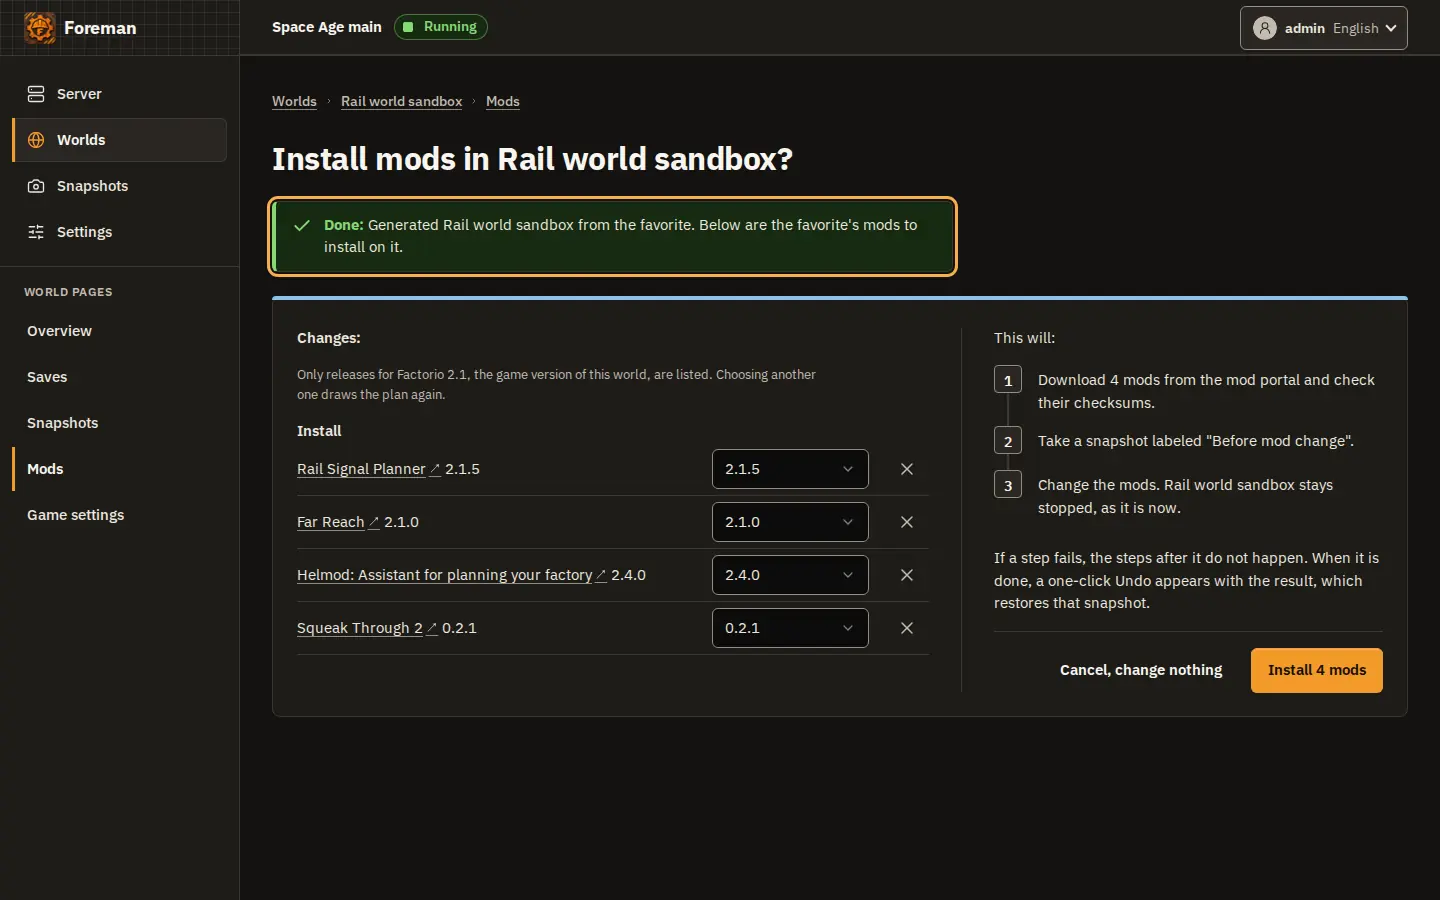 Foreman
Space Age main
Running
admin English
Server
Worlds
Snapshots
Settings
WORLD PAGES
Overview
Saves
Snapshots
Mods
Game settings
Worlds › Rail world sandbox › Mods
Install mods in Rail world sandbox?
Done: Generated Rail world sandbox from the favorite. Below are the favorite's mods to
install on it.
Changes:
Only releases for Factorio 2.1, the game version of this world, are listed. Choosing another
one draws the plan again.
Install
Rail Signal Planner ↗ 2.1.5
2.1.5
Far Reach ↗ 2.1.0
2.1.0
Helmod: Assistant for planning your factory ↗ 2.4.0
2.4.0
Squeak Through 2 ↗ 0.2.1
0.2.1
This will:
1 Download 4 mods from the mod portal and check
their checksums.
2 Take a snapshot labeled "Before mod change".
3 Change the mods. Rail world sandbox stays
stopped, as it is now.
If a step fails, the steps after it do not happen. When it is
done, a one-click Undo appears with the result, which
restores that snapshot.
Cancel, change nothing
Install 4 mods